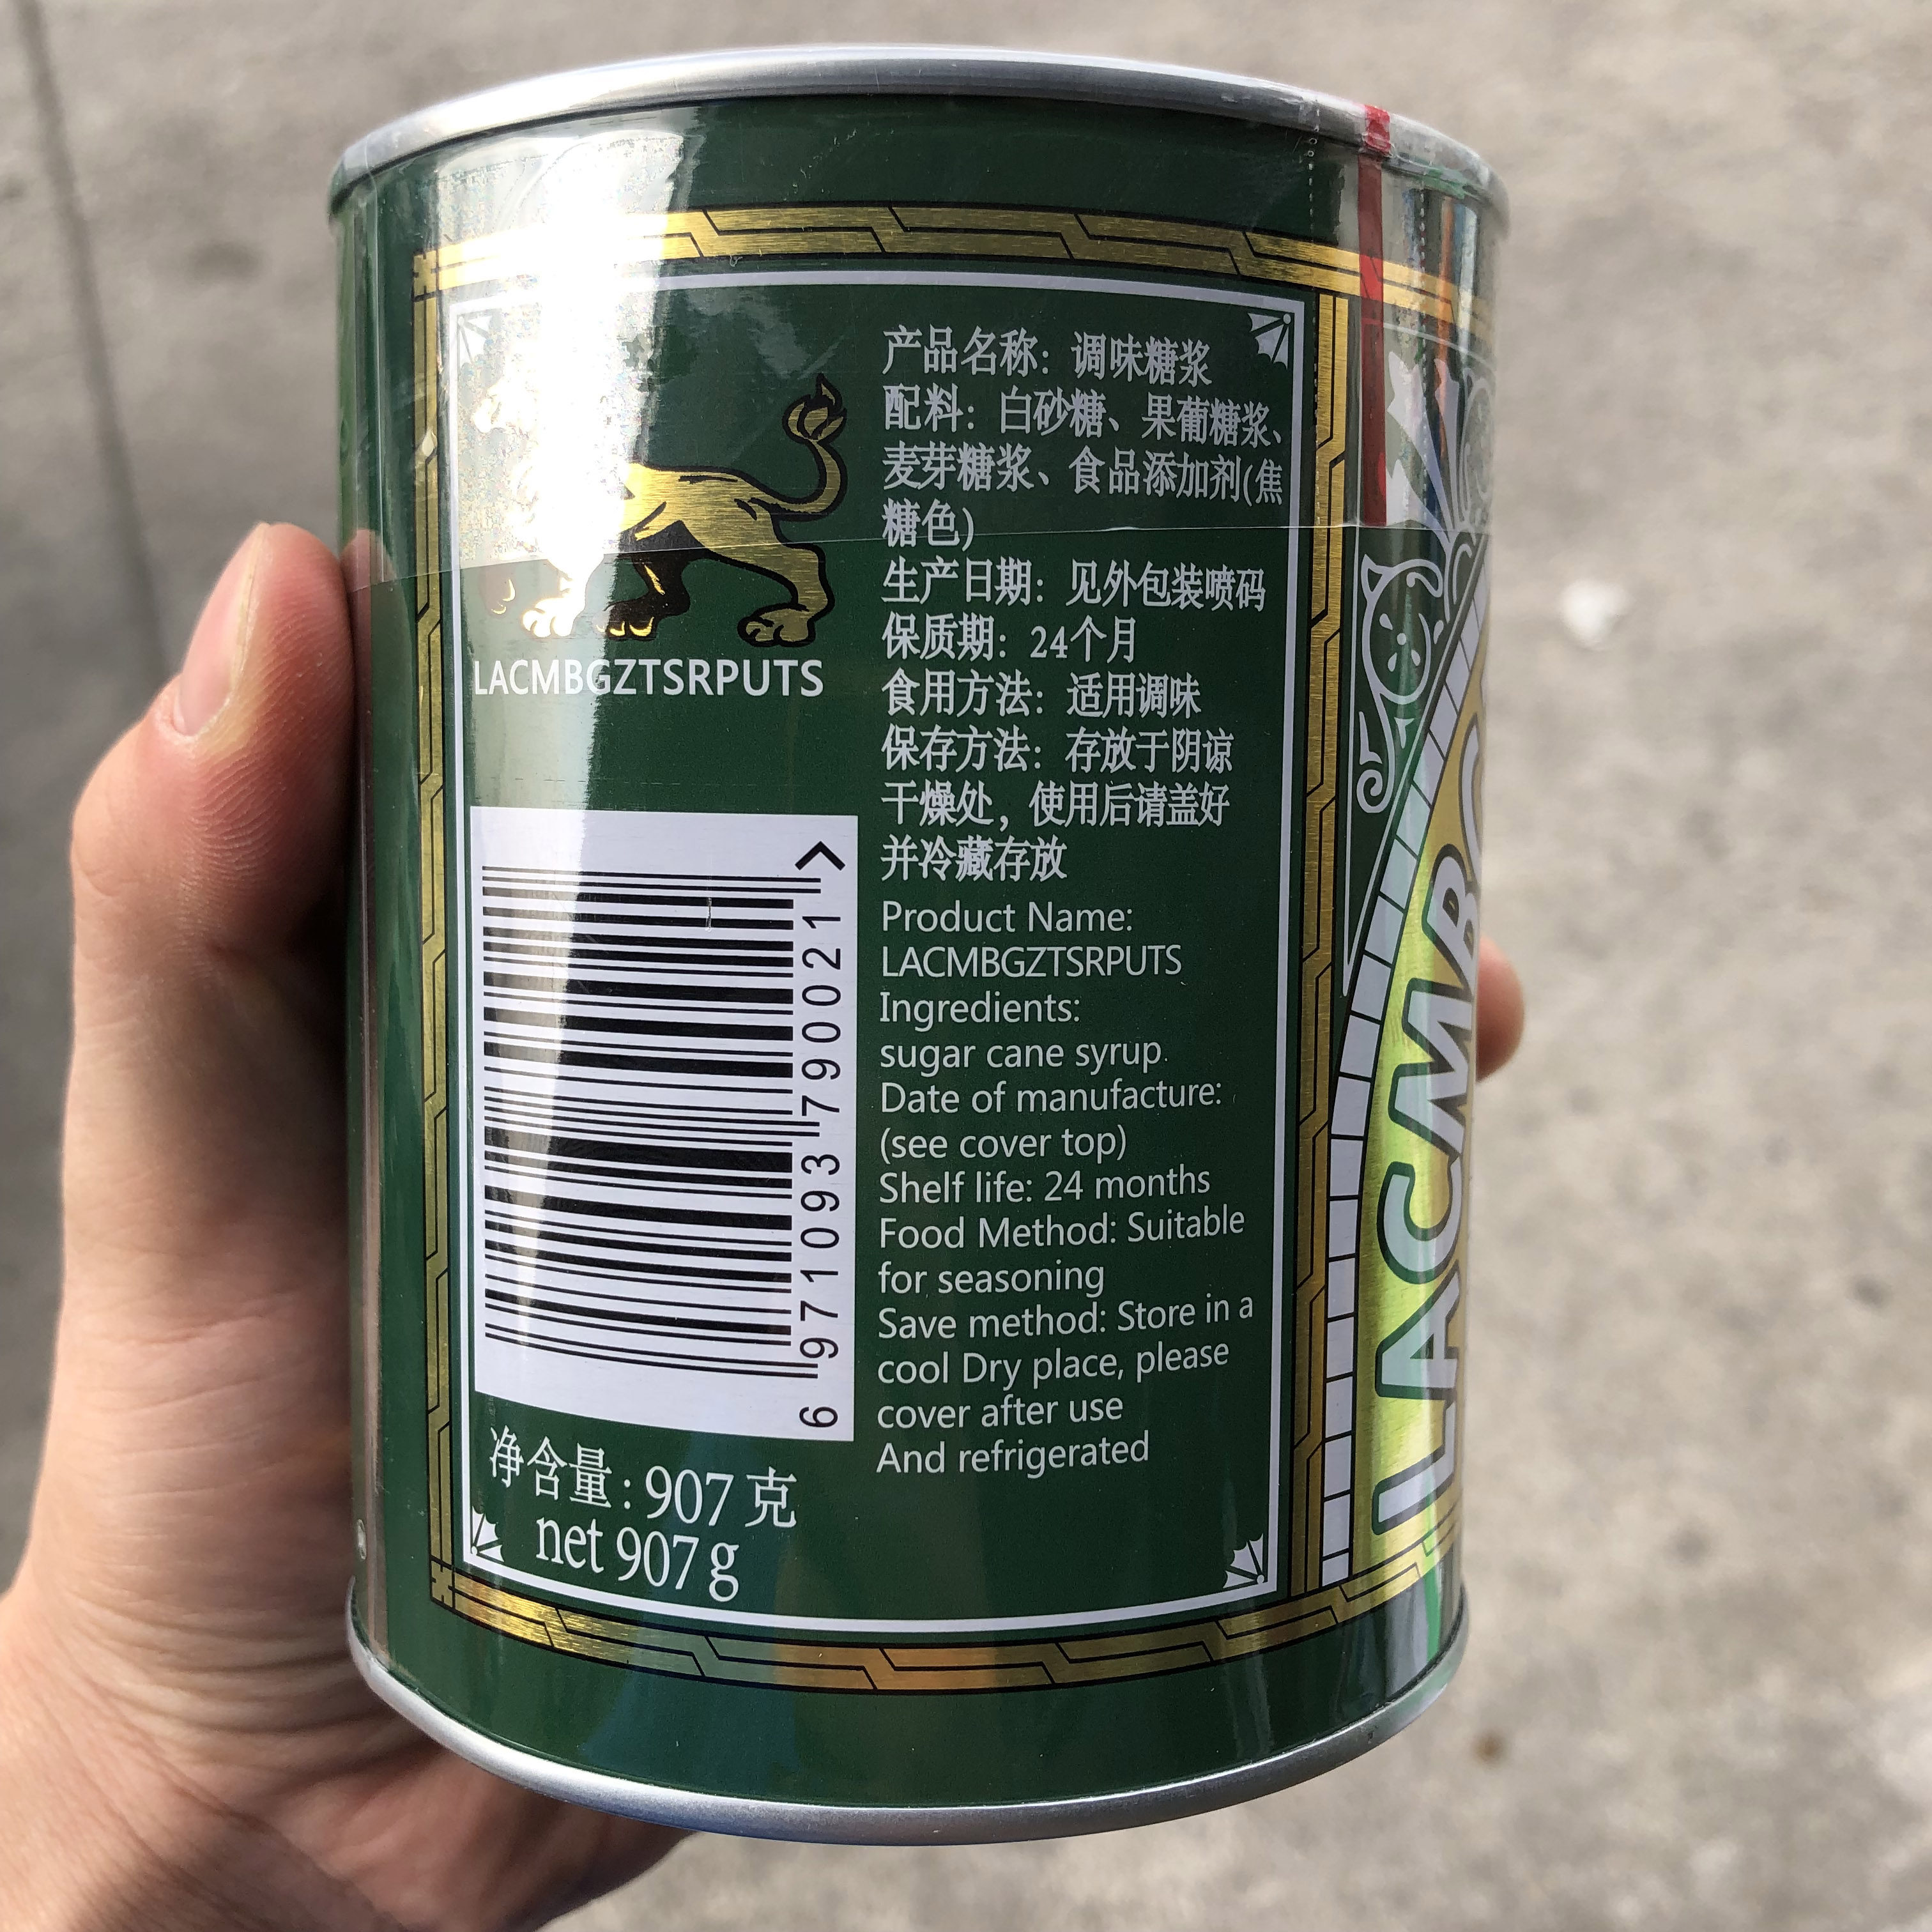 LACMBGZTSRPUTS
6 971093 790021 >
净含量:907克
net 907g
产品名称：调味糖浆
配料：白砂糖、果葡糖浆、
麦芽糖浆、食品添加剂(焦
糖色)
生产日期：见外包装喷码
保质期：24个月
食用方法：适用调味
保存方法：存放于阴谅
干燥处，使用后请盖好
并冷藏存放
Product Name:
LACMBGZTSRPUTS
Ingredients:
sugar cane syrup.
Date of manufacture:
(see cover top)
Shelf life: 24 months
Food Method: Suitable
for seasoning
Save method: Store in a
cool Dry place, please
cover after use
And refrigerated